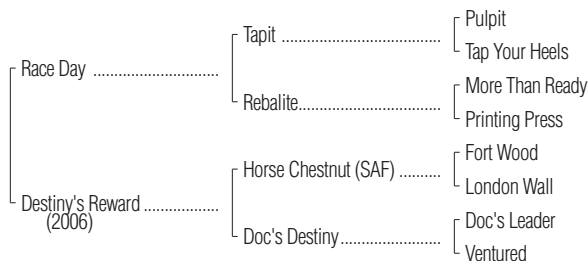 Pulpit
Tapit ........................................
Tap Your Heels
Race Day ................................
More Than Ready
Rebalite....................................
Printing Press
Fort Wood
Horse Chestnut (SAF) ..........
London Wall
Destiny's Reward ...................
(2006)
Doc's Leader
Doc's Destiny.........................
Ventured